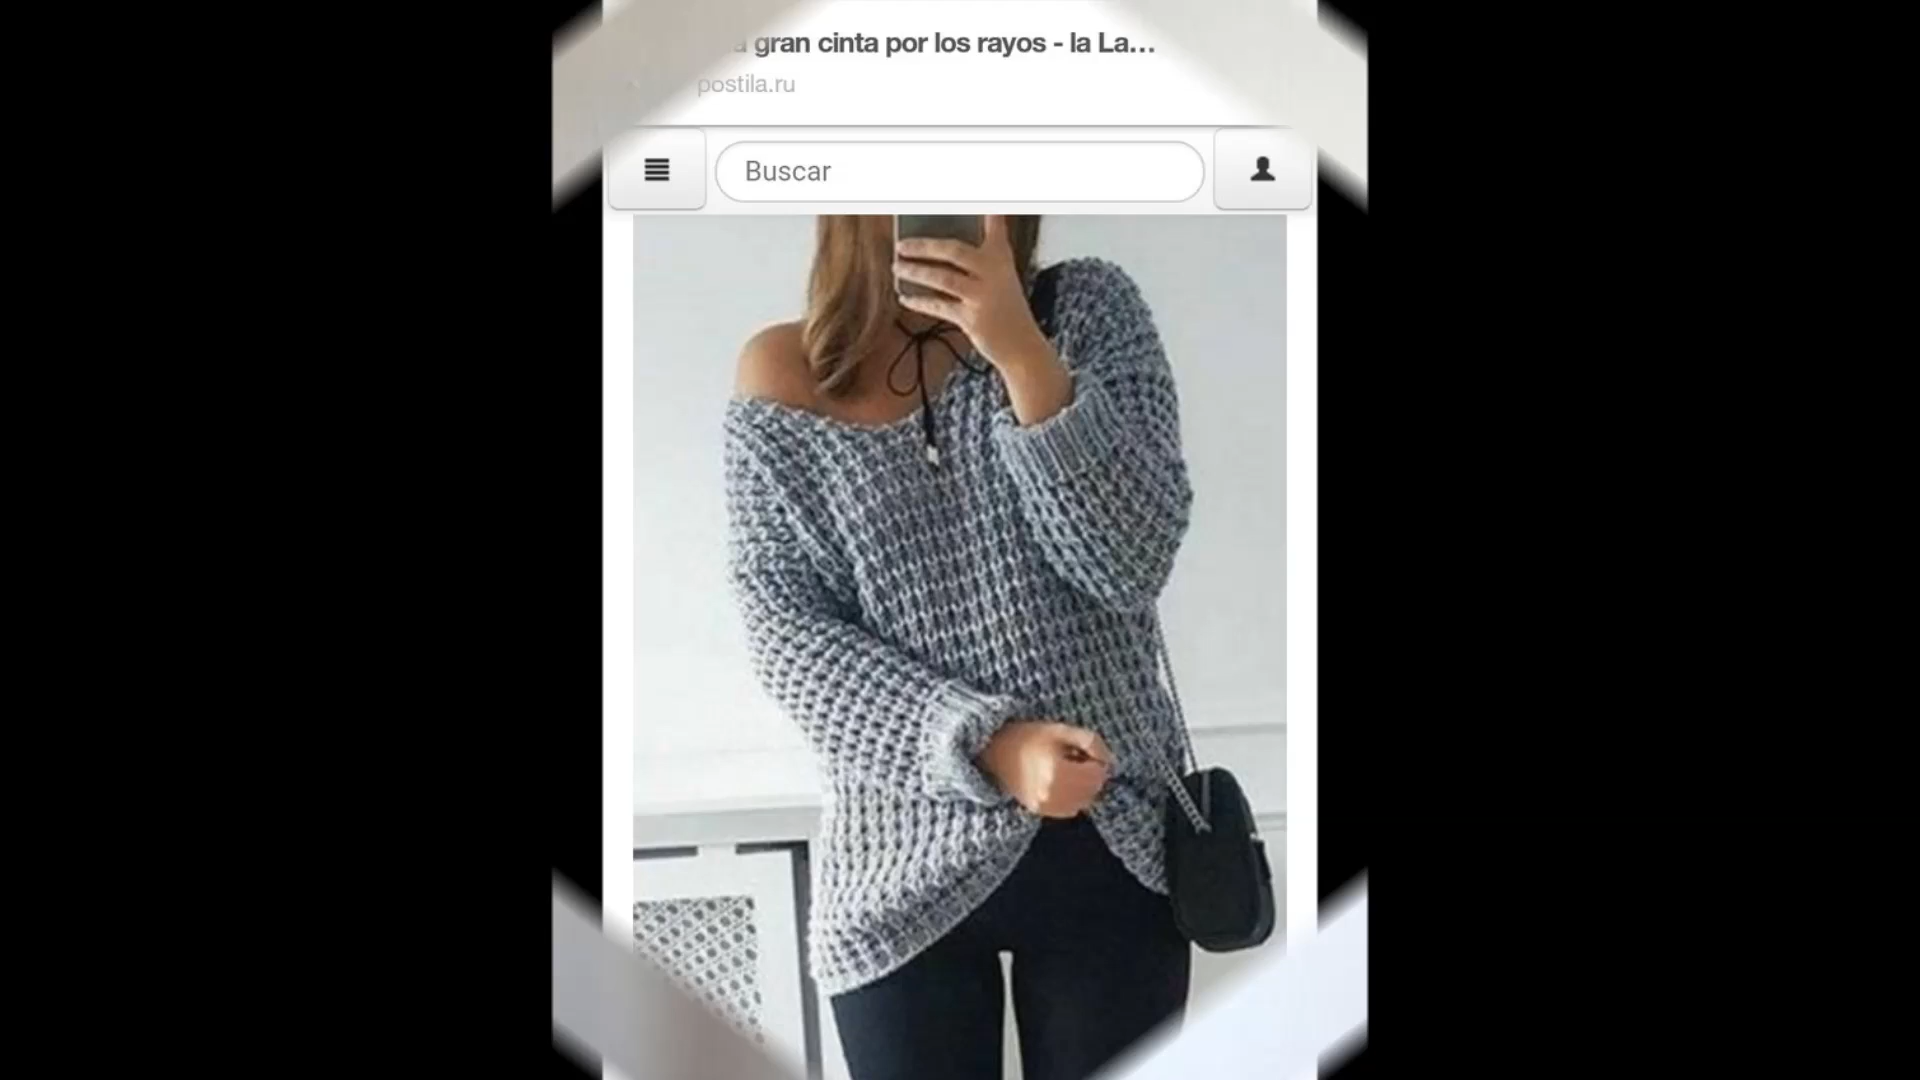 gran cinta por los rayos - la La...
postila.ru
Buscar